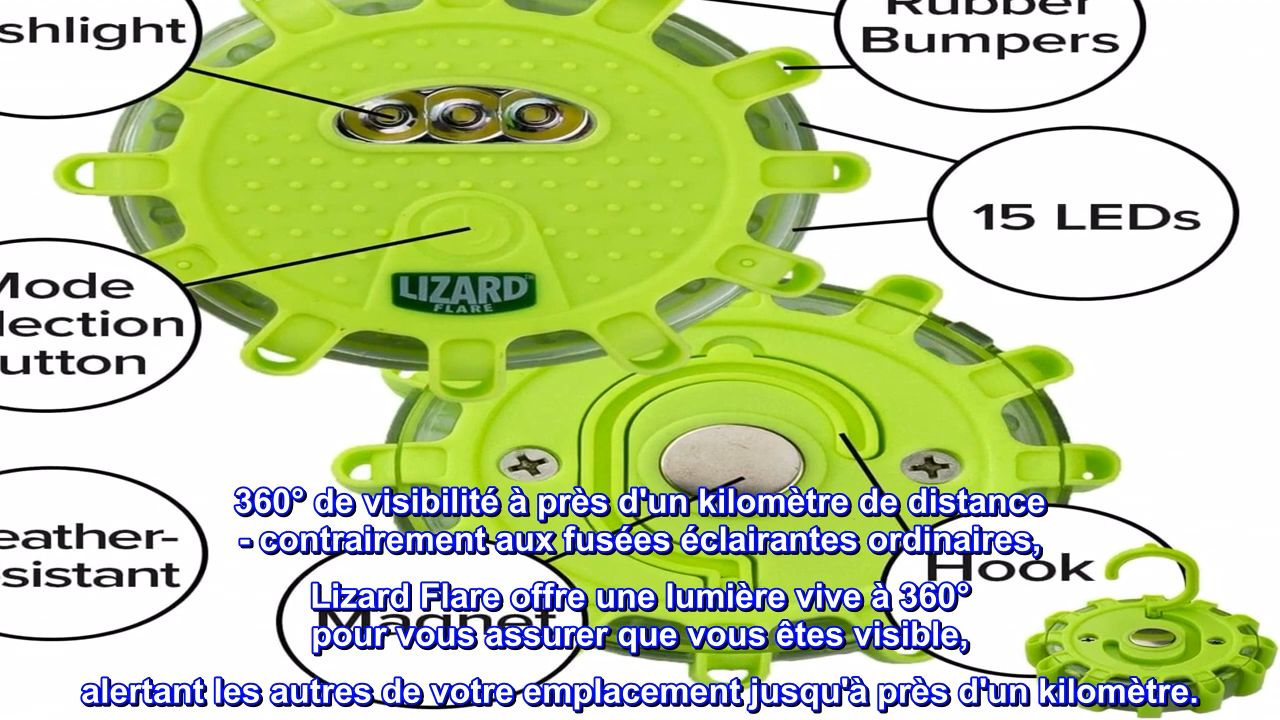 shlight
Rubber
Bumpers
15 LEDs
Mode
lection
utton
LIZARD
FLARE
eather-
sistant
Magnet
Hook
360° de visibilité à près d'un kilomètre de distance
- contrairement aux fusées éclairantes ordinaires,
Lizard Flare offre une lumière vive à 360°
pour vous assurer que vous êtes visible,
alertant les autres de votre emplacement jusqu'à près d'un kilomètre.